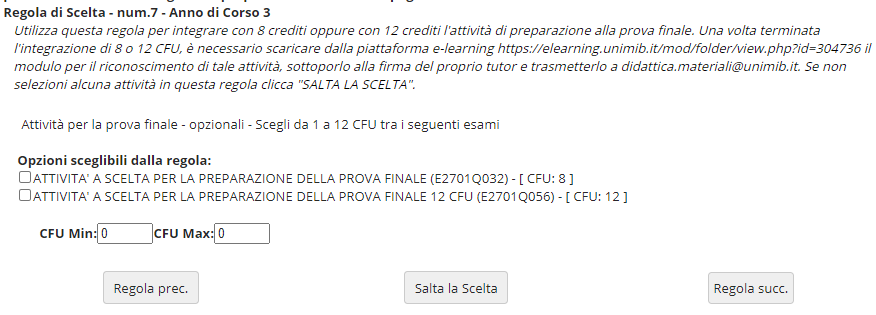 Regola di Scelta - num.7 - Anno di Corso 3
Utilizza questa regola per integrare con 8 crediti oppure con 12 crediti l'attività di preparazione alla prova finale. Una volta terminata
l'integrazione di 8 o 12 CFU, è necessario scaricare dalla piattaforma e-learning https://elearning.unimib.it/mod/folder/view.php?id=304736 il
modulo per il riconoscimento di tale attività, sottoporlo alla firma del proprio tutor e trasmetterlo a didattica.materiali@unimib.it. Se non
selezioni alcuna attività in questa regola clicca "SALTA LA SCELTA".
Attività per la prova finale - opzionali - Scegli da 1 a 12 CFU tra i seguenti esami
Opzioni sceglibili dalla regola:
ATTIVITA' A SCELTA PER LA PREPARAZIONE DELLA PROVA FINALE (E2701Q032) - [ CFU: 8 ]
ATTIVITA' A SCELTA PER LA PREPARAZIONE DELLA PROVA FINALE 12 CFU (E2701Q056) - [ CFU: 12 ]
CFU Min: 0 CFU Max: 0
Regola prec. Salta la Scelta Regola succ.